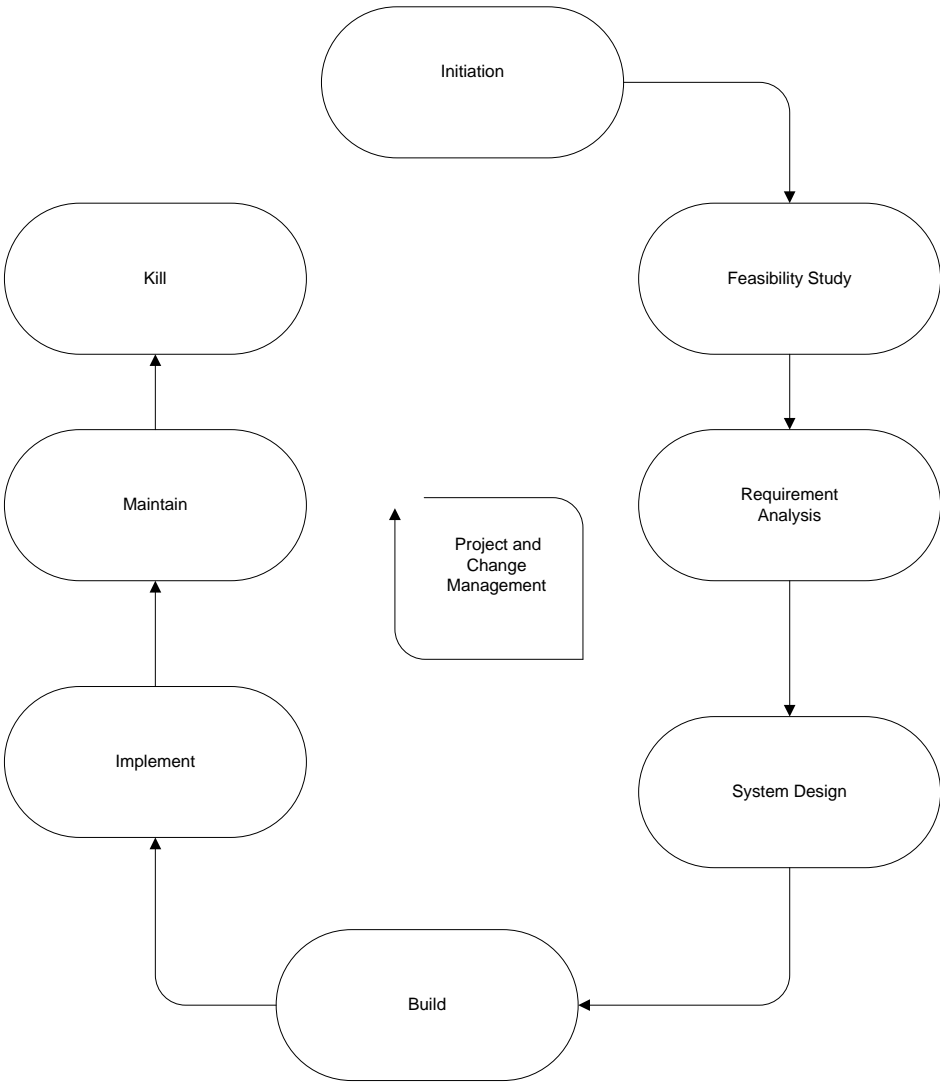 Initiation
Feasibility Study
Requirement
Analysis
System Design
Build
Implement
Maintain
Kill
Project and
Change
Management